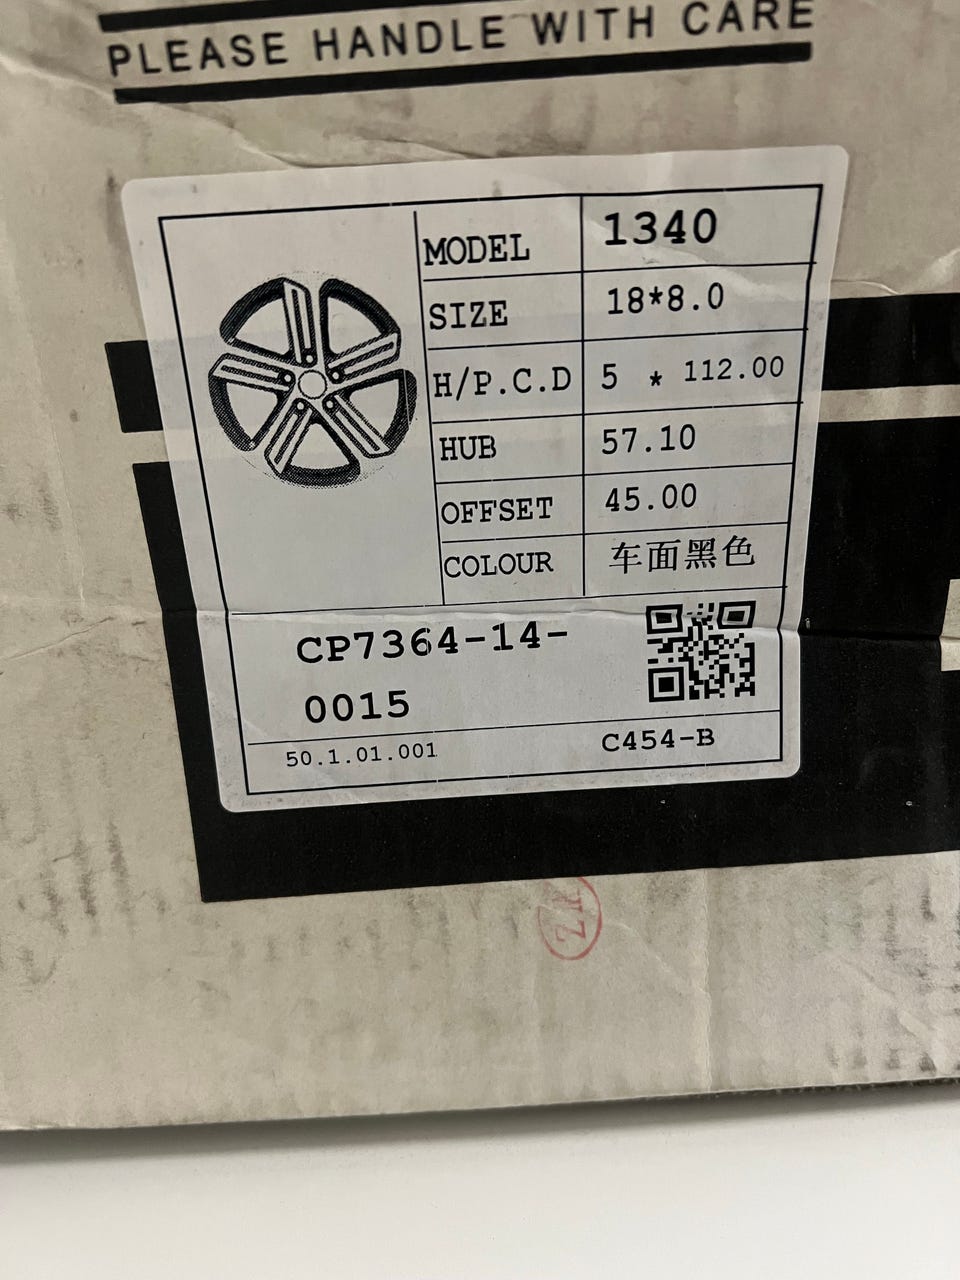 PLEASE HANDLE WITH CARE
MODEL 1340
SIZE 18*8.0
H/P.C.D 5 * 112.00
HUB 57.10
OFFSET 45.00
COLOUR 车面黑色
CP7364-14-
0015
50.1.01.001 C454-B